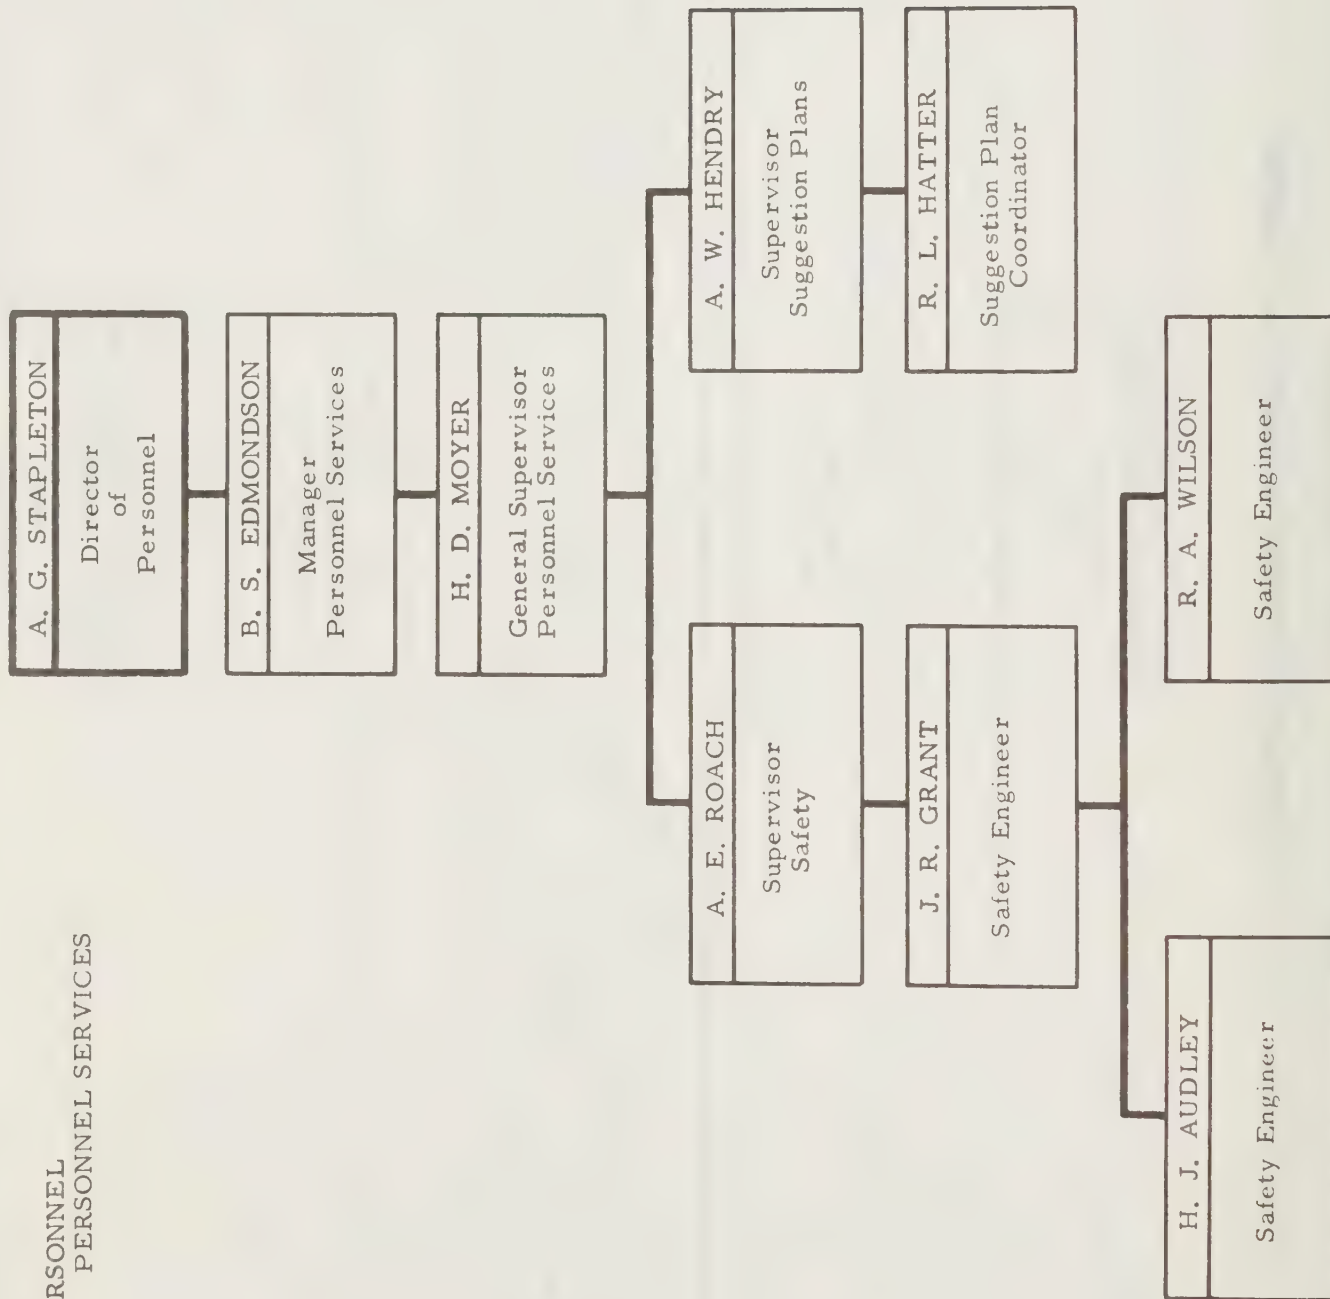 RSONNEL
PERSONNEL SERVICES
A. G. STAPLETON
Director
of
Personnel
B. S. EDMONDSON
Manager
Personnel Services
H. D. MOYER
General Supervisor
Personnel Services
A. E. ROACH
Supervisor
Safety
A. W. HENDRY
Supervisor
Suggestion Plans
J. R. GRANT
Safety Engineer
R. L. HATTER
Suggestion Plan
Coordinator
H. J. AUDLEY
Safety Engineer
R. A. WILSON
Safety Engineer